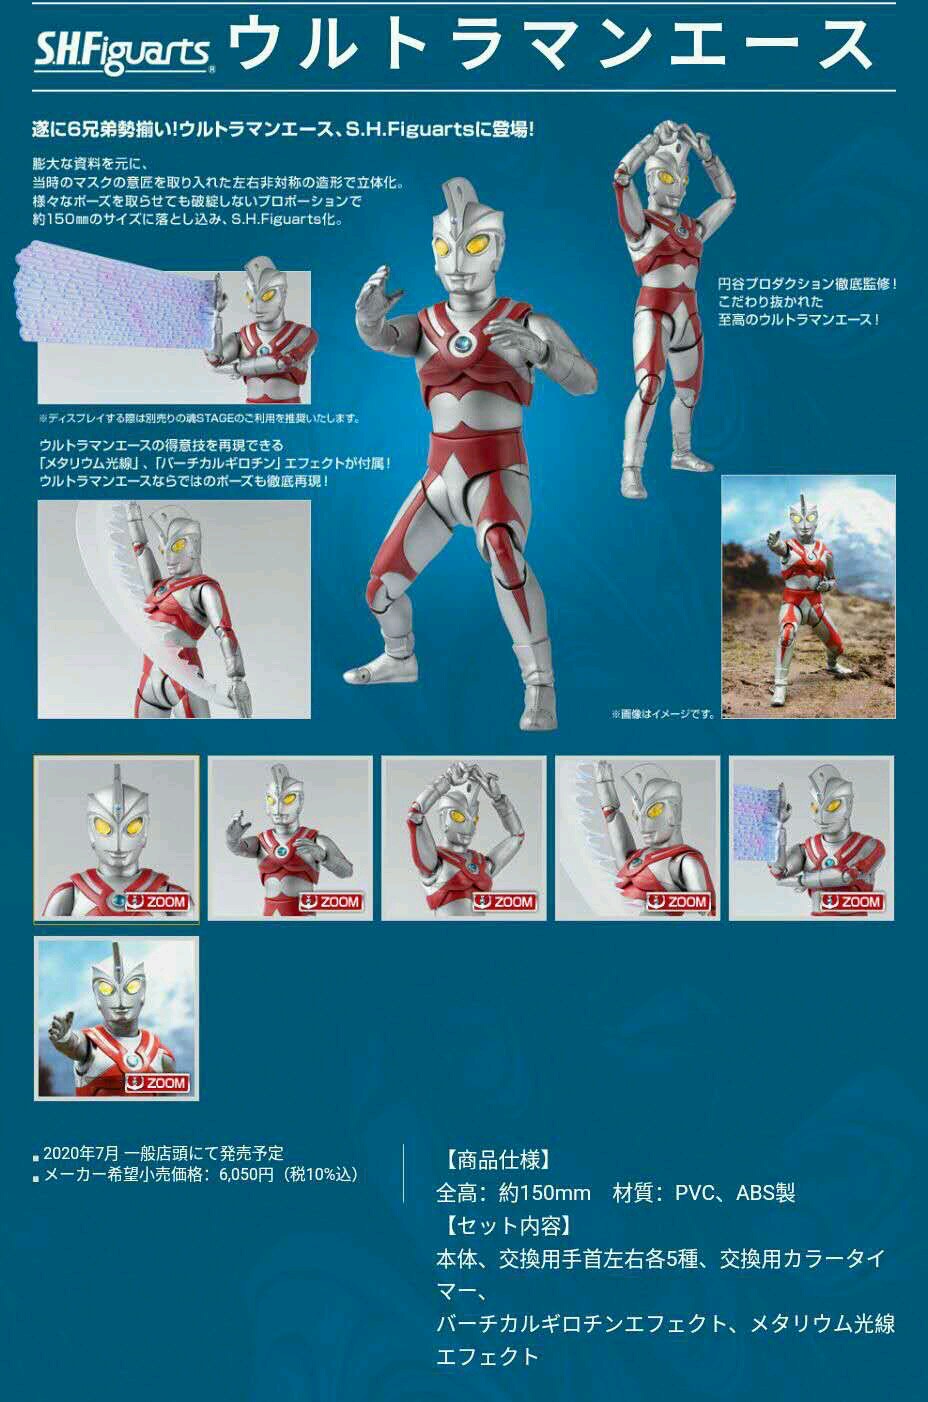 S.H.Figuarts® ウルトラマンエース
遂に6兄弟勢揃い!ウルトラマンエース、S.H.Figuartsに登場!
膨大な資料を元に、
当時のマスクの意匠を取り入れた左右非対称の造形で立体化。
様々なポーズを取らせても破綻しないプロポーションで
約150㎜のサイズに落とし込み、S.H.Figuarts化。
円谷プロダクション徹底監修!
こだわり抜かれた
至高のウルトラマンエース!
※ディスプレイする際は別売りの魂STAGEのご利用を推奨いたします。
ウルトラマンエースの得意技を再現できる
「メタリウム光線」、「バーチカルギロチン」エフェクトが付属!
ウルトラマンエースならではのポーズも徹底再現!
※画像はイメージです。
ZOOM ZOOM ZOOM ZOOM ZOOM
ZOOM
2020年7月 一般店頭にて発売予定
メーカー希望小売価格：6,050円（税10%込）
【商品仕様】
全高：約150mm 材質：PVC、ABS製
【セット内容】
本体、交換用手首左右各5種、交換用カラータイ
マー、
バーチカルギロチンエフェクト、メタリウム光線
エフェクト